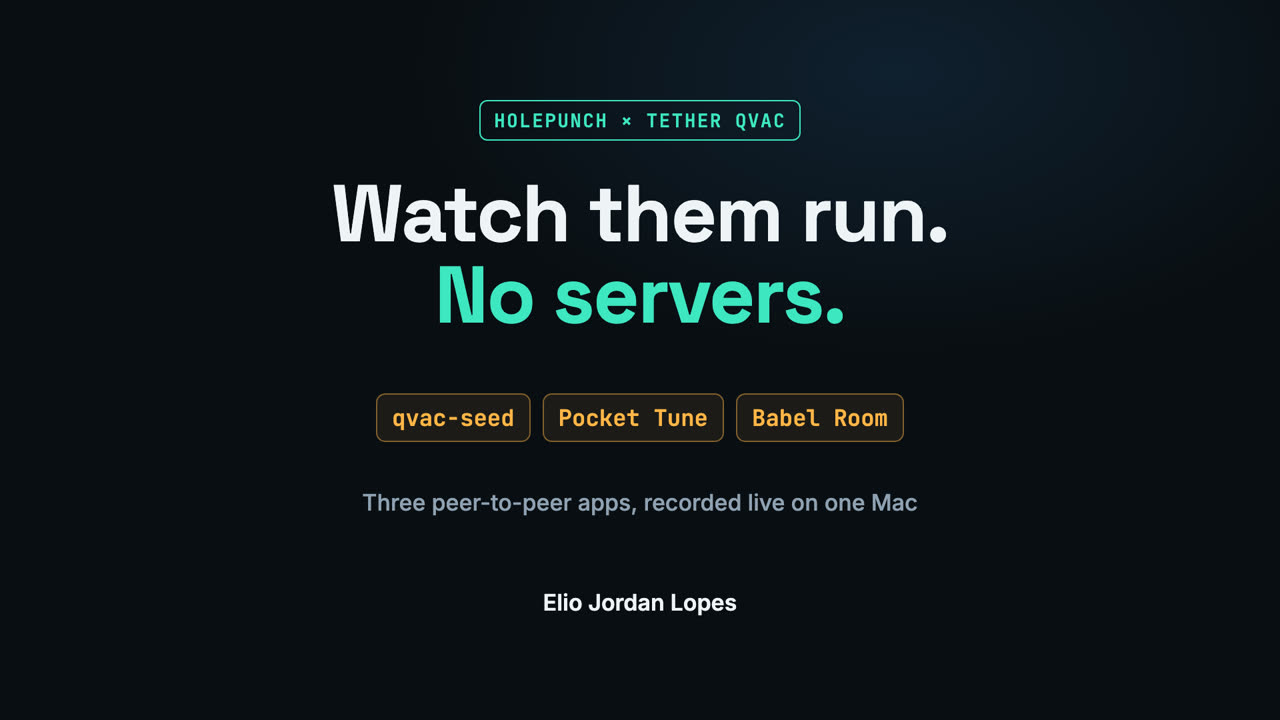 HOLEPUNCH × TETHER QVAC
Watch them run.
No servers.
qvac-seed Pocket Tune Babel Room
Three peer-to-peer apps, recorded live on one Mac
Elio Jordan Lopes